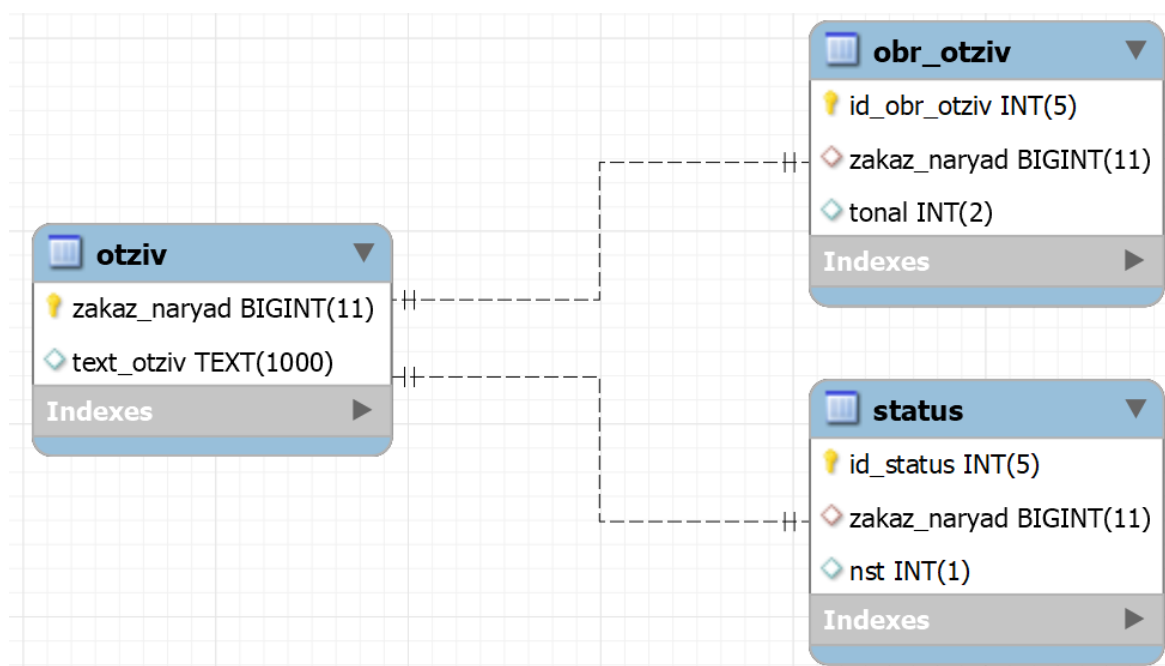 otziv
zakaz_naryad BIGINT(11)
text_otziv TEXT(1000)
Indexes
obr_otziv
id_obr_otziv INT(5)
zakaz_naryad BIGINT(11)
tonal INT(2)
Indexes
status
id_status INT(5)
zakaz_naryad BIGINT(11)
nst INT(1)
Indexes